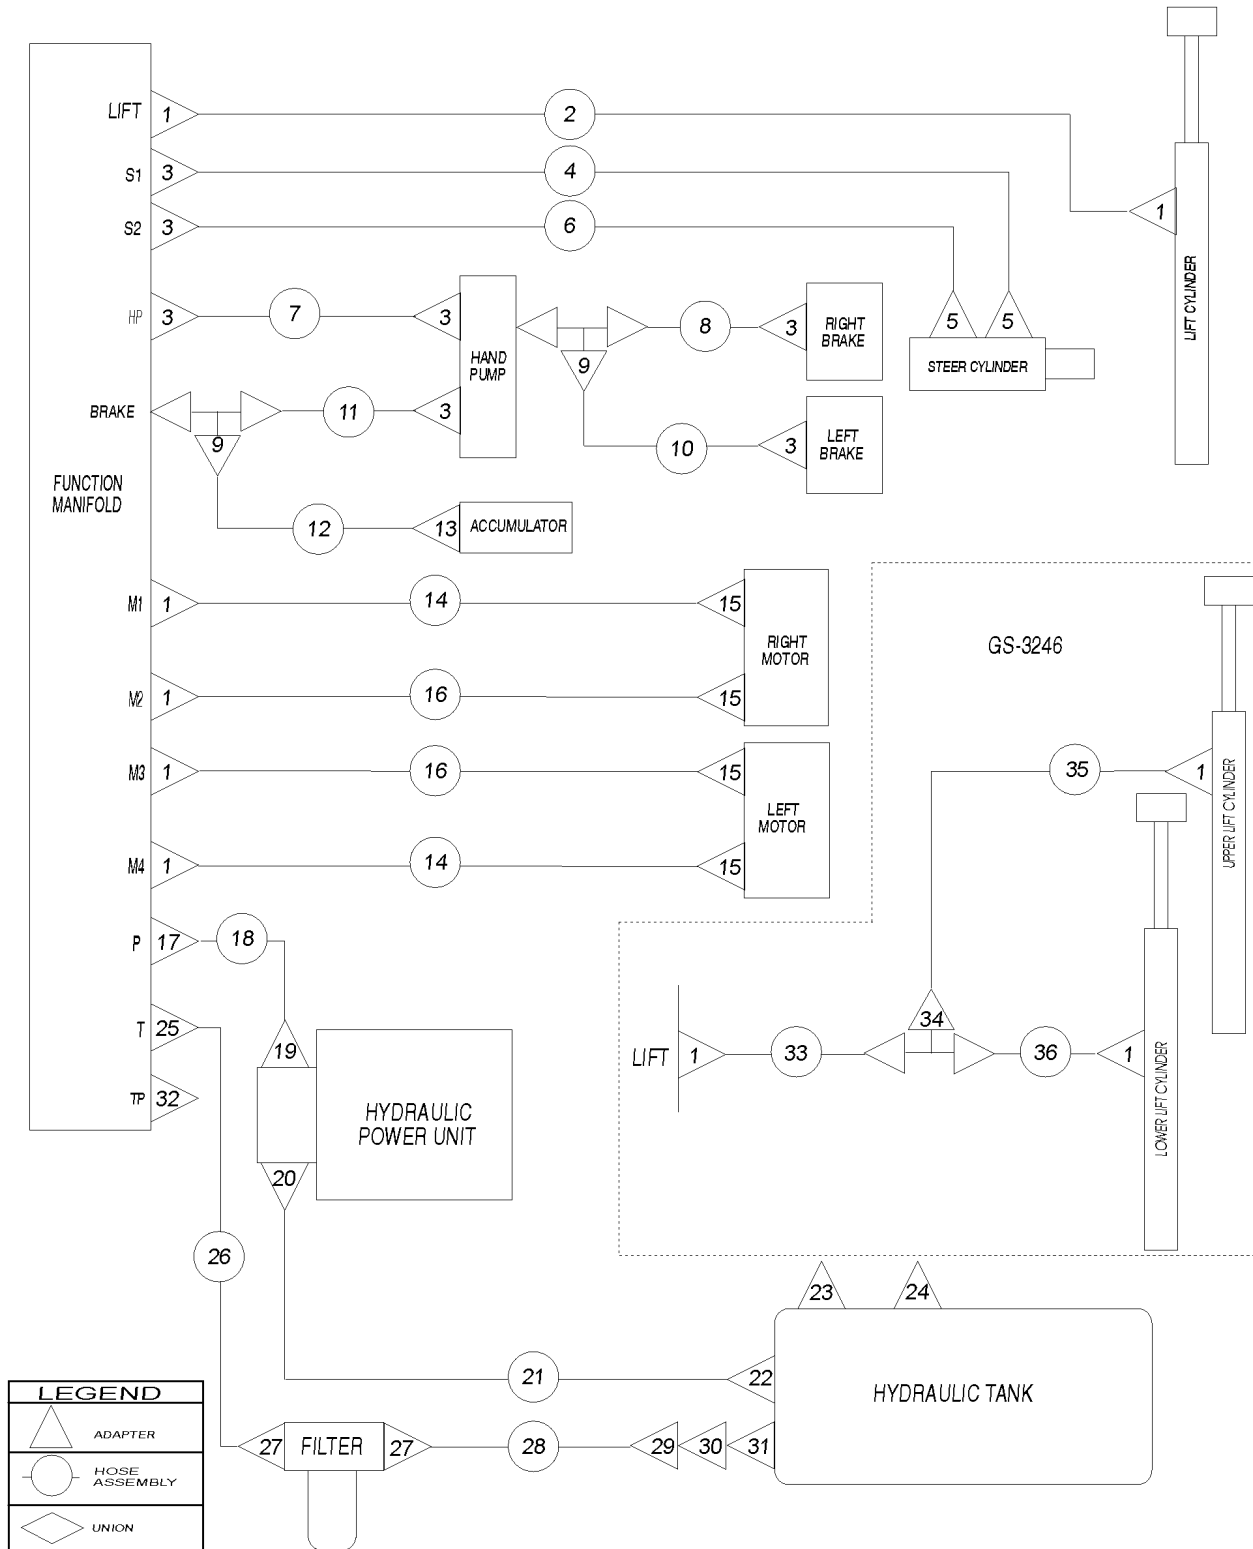 LIFT 1 2
S1 3 4
S2 3 6
1
LIFT CYLINDER
5 5
STEER CYLINDER
HP 3 7 3
HAND
PUMP
8 3
RIGHT
BRAKE
9
10 3
LEFT
BRAKE
BRAKE
11 3
9
12 13 ACCUMULATOR
FUNCTION
MANIFOLD
M1 1 14 15
RIGHT
MOTOR
M2 1 16 15
M3 1 16 15
LEFT
MOTOR
M4 1 14 15
GS-3246
35 1
UPPER LIFT CYLINDER
34
LIFT 1 33 36 1
LOWER LIFT CYLINDER
P 17 18
T 25
TP 32
19
HYDRAULIC
POWER UNIT
20
26
23 24
21 22
HYDRAULIC TANK
27 FILTER 27 28 29 30 31
LEGEND
ADAPTER
HOSE
ASSEMBLY
UNION